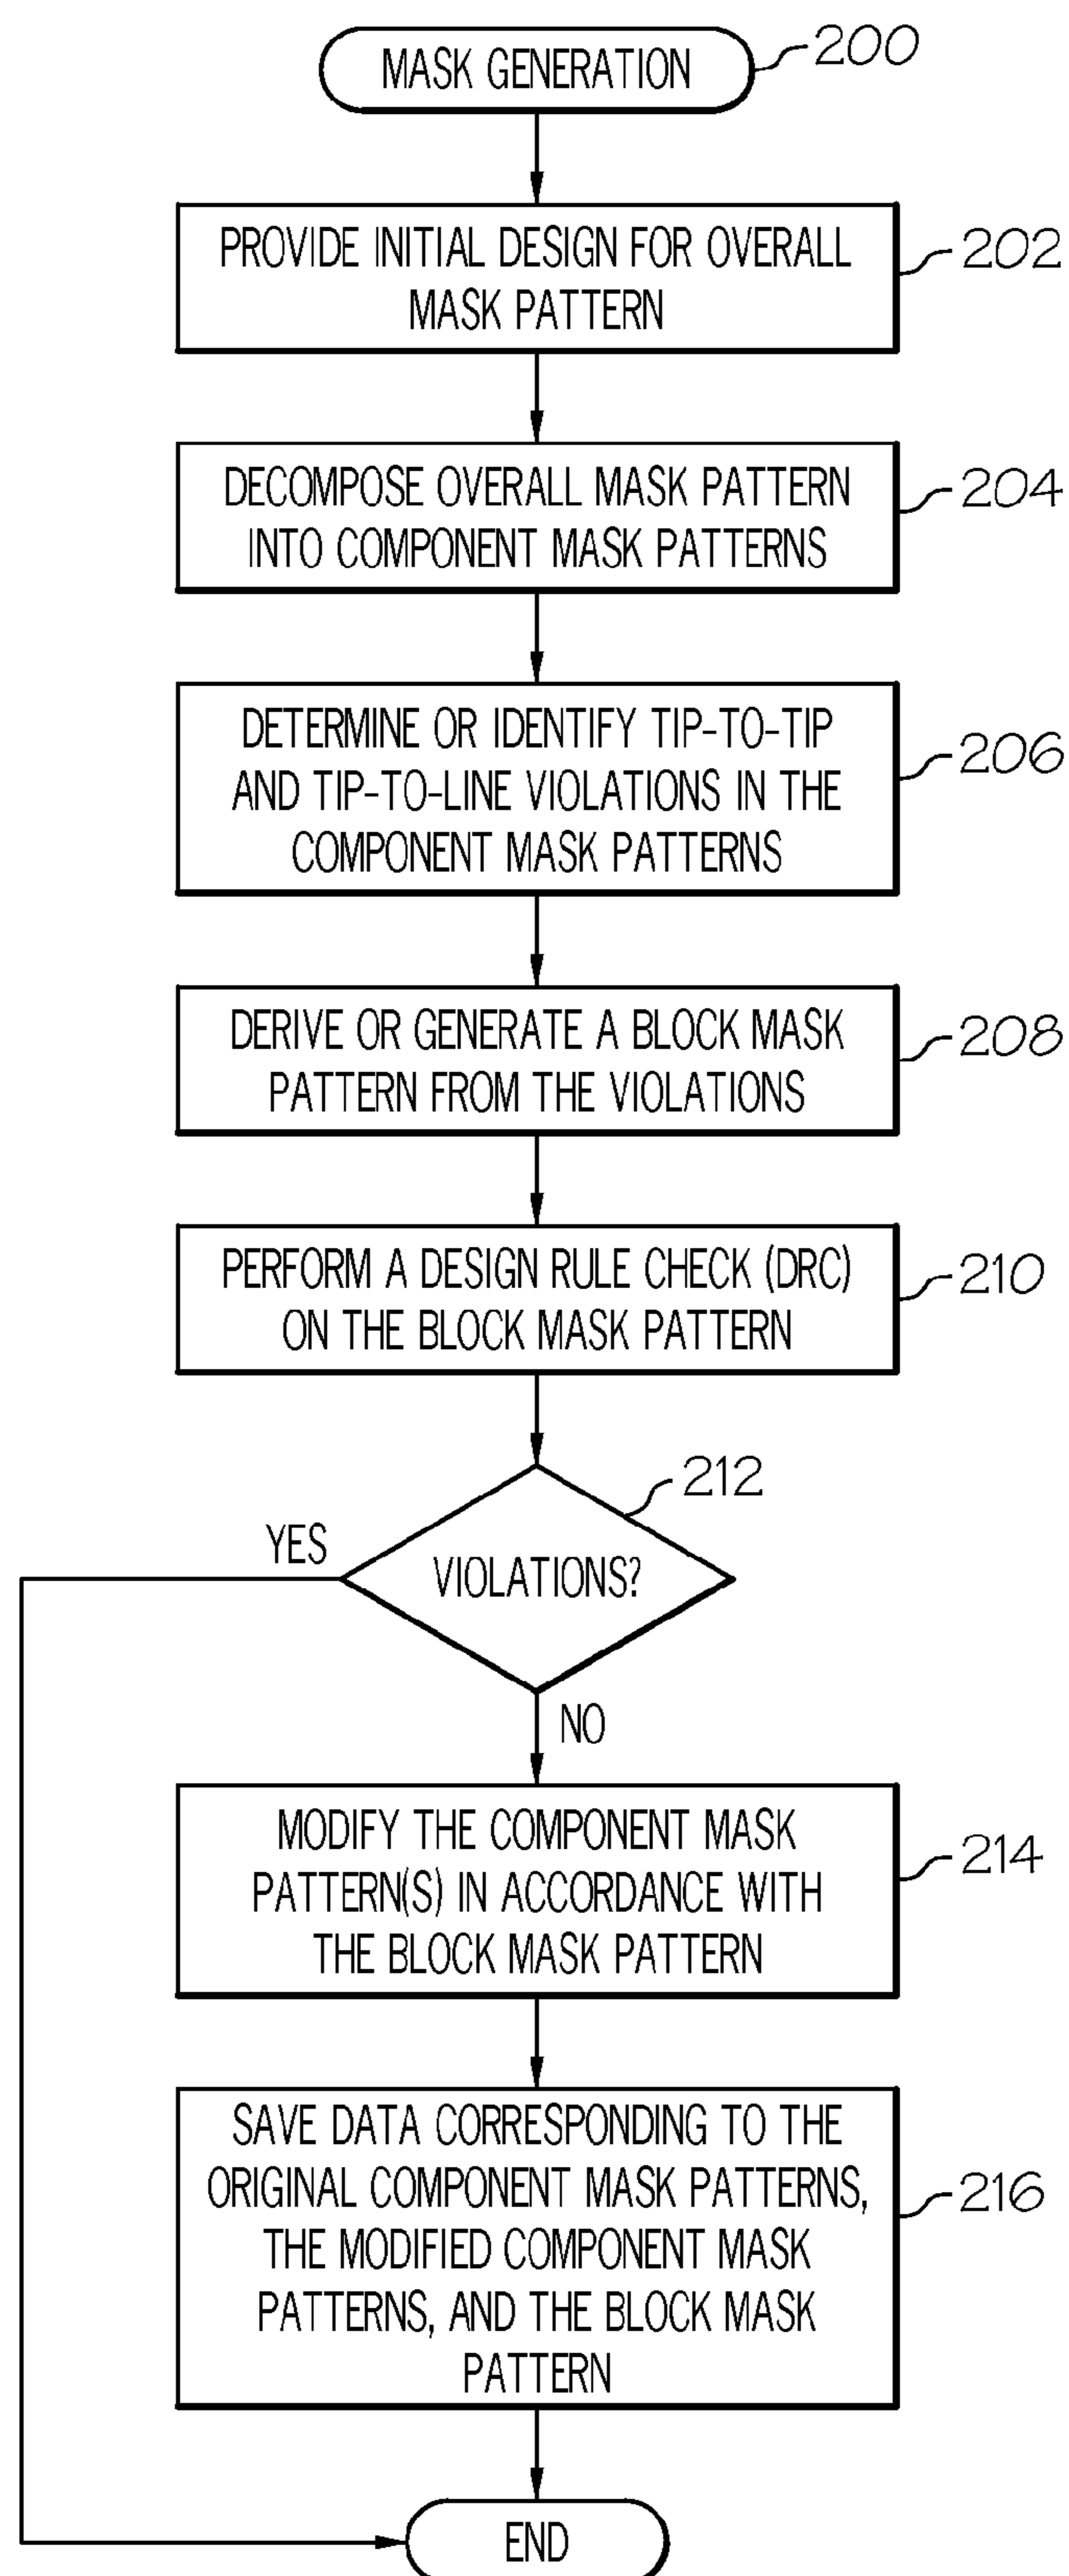 MASK GENERATION
200
PROVIDE INITIAL DESIGN FOR OVERALL
MASK PATTERN
202
DECOMPOSE OVERALL MASK PATTERN
INTO COMPONENT MASK PATTERNS
204
DETERMINE OR IDENTIFY TIP-TO-TIP
AND TIP-TO-LINE VIOLATIONS IN THE
COMPONENT MASK PATTERNS
206
DERIVE OR GENERATE A BLOCK MASK
PATTERN FROM THE VIOLATIONS
208
PERFORM A DESIGN RULE CHECK (DRC)
ON THE BLOCK MASK PATTERN
210
212
YES
VIOLATIONS?
NO
MODIFY THE COMPONENT MASK
PATTERN(S) IN ACCORDANCE WITH
THE BLOCK MASK PATTERN
214
SAVE DATA CORRESPONDING TO THE
ORIGINAL COMPONENT MASK PATTERNS,
THE MODIFIED COMPONENT MASK
PATTERNS, AND THE BLOCK MASK
PATTERN
216
END